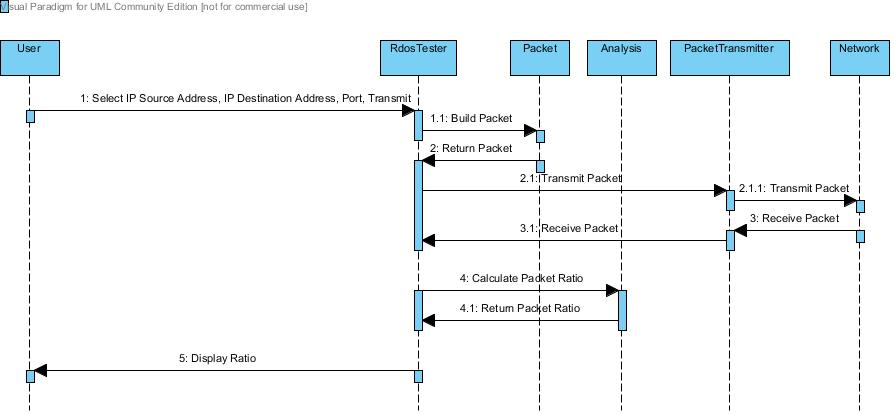 Visual Paradigm for UML Community Edition [not for commercial use]
User
RdosTester
Packet
Analysis
PacketTransmitter
Network
1: Select IP Source Address, IP Destination Address, Port, Transmit
1.1: Build Packet
2: Return Packet
2.1: Transmit Packet
2.1.1: Transmit Packet
3: Receive Packet
3.1: Receive Packet
4: Calculate Packet Ratio
4.1: Return Packet Ratio
5: Display Ratio